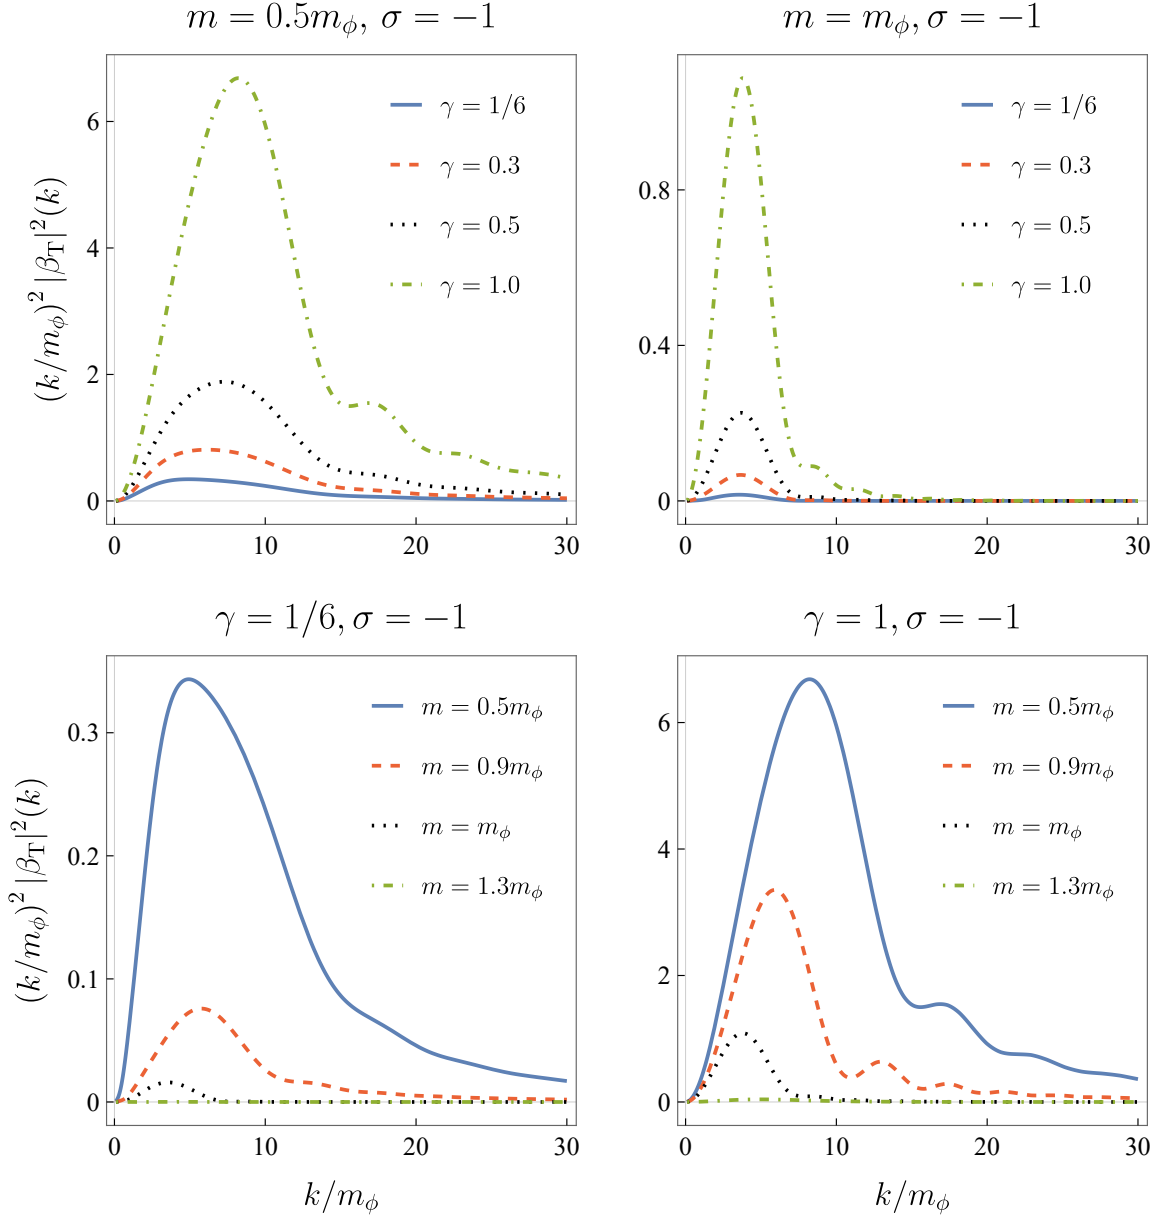 m = 0.5m_ϕ, σ = −1
(k/m_ϕ)² |β_T|²(k)
6
4
2
0
0 10 20 30
γ = 1/6
γ = 0.3
γ = 0.5
γ = 1.0
m = m_ϕ, σ = −1
0.8
0.4
0
0 10 20 30
γ = 1/6
γ = 0.3
γ = 0.5
γ = 1.0
γ = 1/6, σ = −1
(k/m_ϕ)² |β_T|²(k)
0.3
0.2
0.1
0
0 10 20 30
k/m_ϕ
m = 0.5m_ϕ
m = 0.9m_ϕ
m = m_ϕ
m = 1.3m_ϕ
γ = 1, σ = −1
6
4
2
0
0 10 20 30
k/m_ϕ
m = 0.5m_ϕ
m = 0.9m_ϕ
m = m_ϕ
m = 1.3m_ϕ